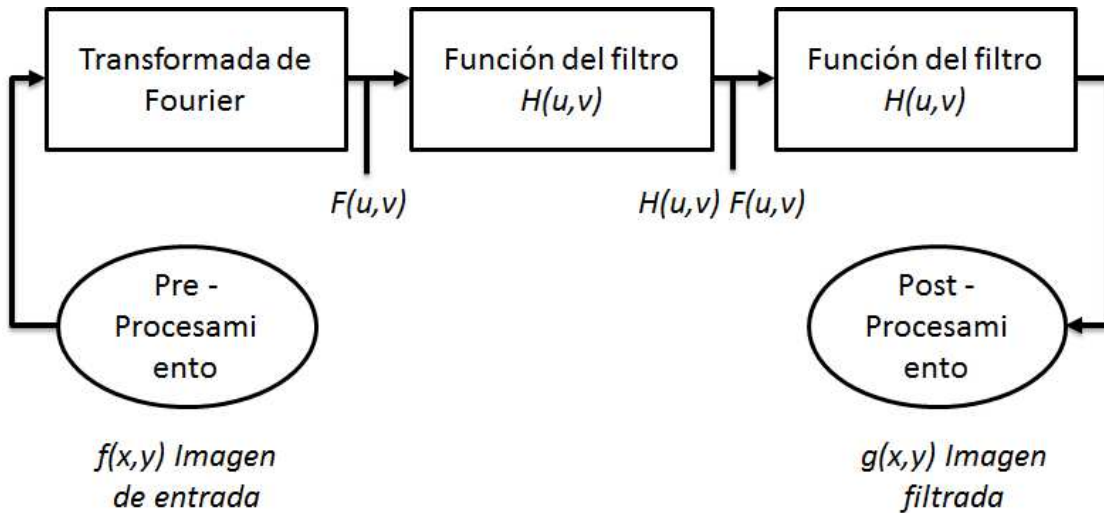 Transformada de
Fourier
Función del filtro
H(u,v)
Función del filtro
H(u,v)
F(u,v)
H(u,v) F(u,v)
Pre -
Procesami
ento
Post -
Procesami
ento
f(x,y) Imagen
de entrada
g(x,y) Imagen
filtrada